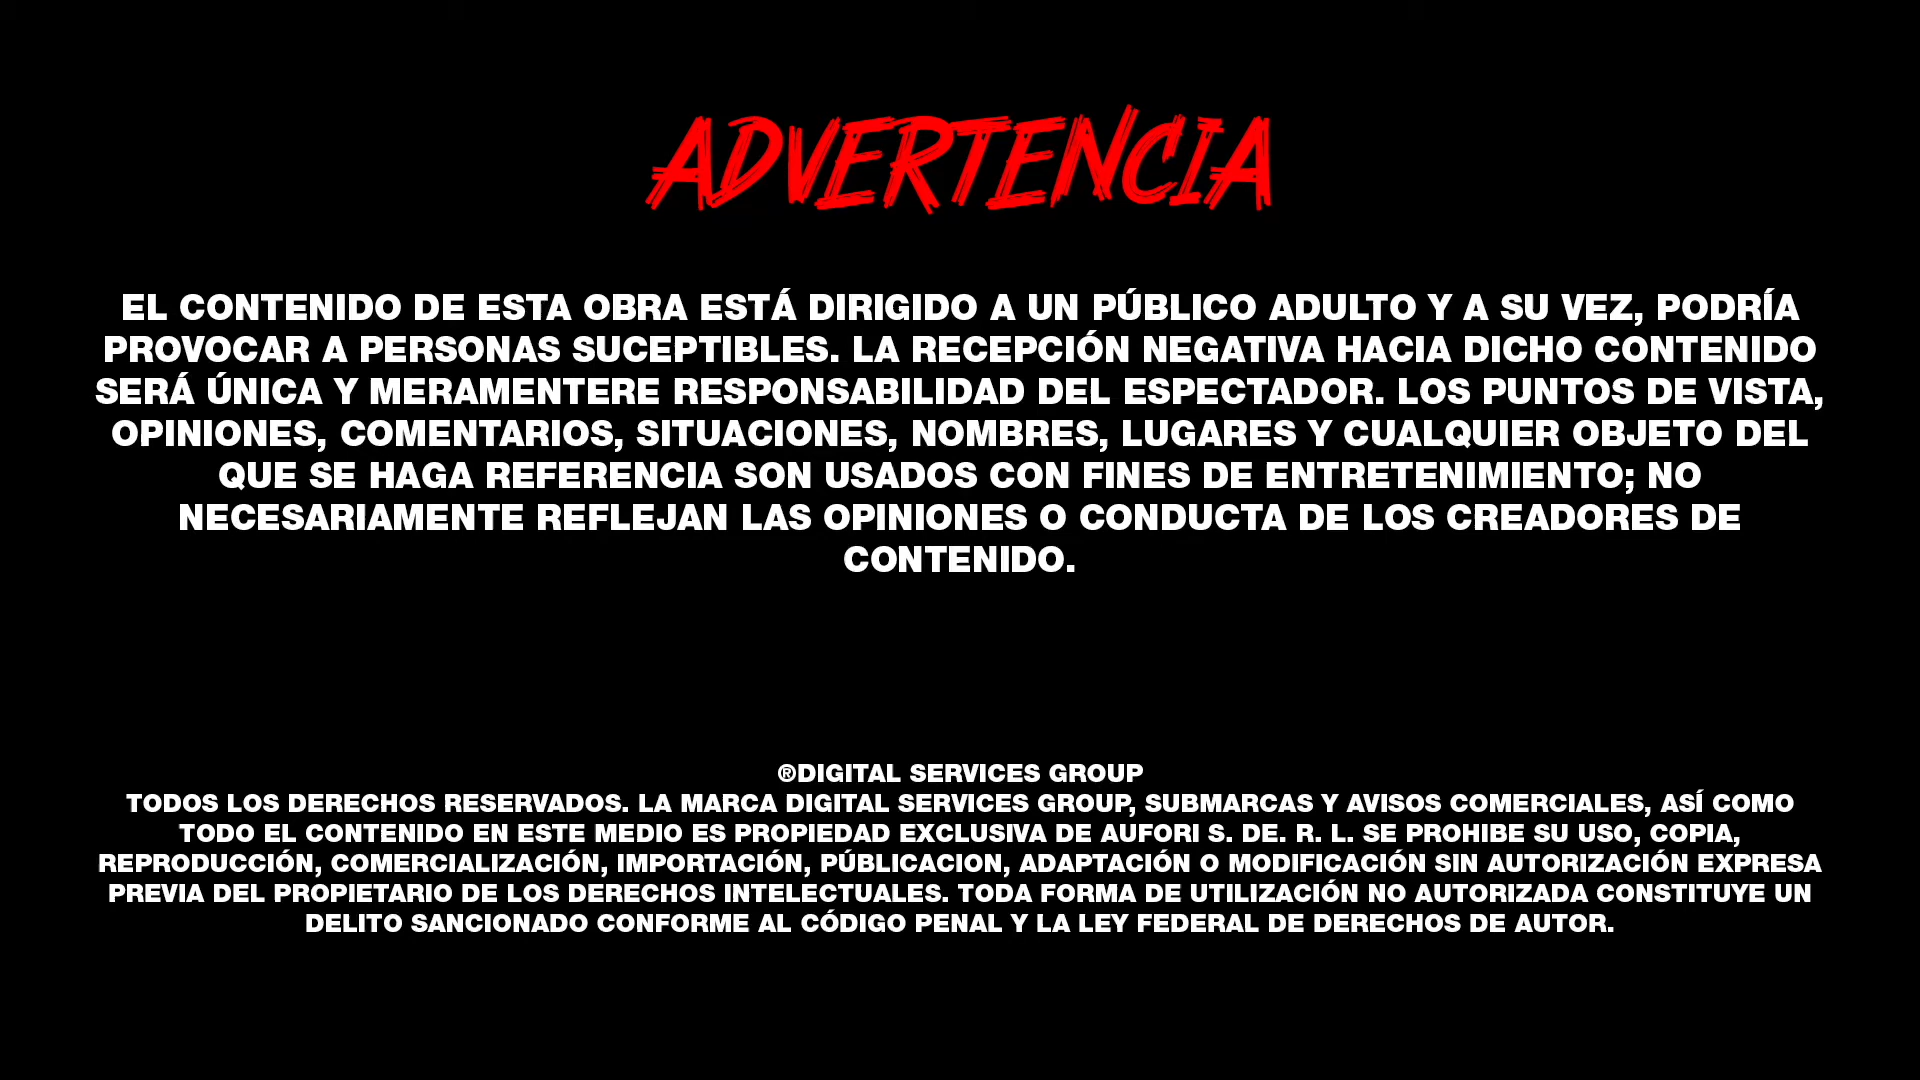 ADVERTENCIA
EL CONTENIDO DE ESTA OBRA ESTÁ DIRIGIDO A UN PÚBLICO ADULTO Y A SU VEZ, PODRÍA
PROVOCAR A PERSONAS SUCEPTIBLES. LA RECEPCIÓN NEGATIVA HACIA DICHO CONTENIDO
SERÁ ÚNICA Y MERAMENTERE RESPONSABILIDAD DEL ESPECTADOR. LOS PUNTOS DE VISTA,
OPINIONES, COMENTARIOS, SITUACIONES, NOMBRES, LUGARES Y CUALQUIER OBJETO DEL
QUE SE HAGA REFERENCIA SON USADOS CON FINES DE ENTRETENIMIENTO; NO
NECESARIAMENTE REFLEJAN LAS OPINIONES O CONDUCTA DE LOS CREADORES DE
CONTENIDO.
®DIGITAL SERVICES GROUP
TODOS LOS DERECHOS RESERVADOS. LA MARCA DIGITAL SERVICES GROUP, SUBMARCAS Y AVISOS COMERCIALES, ASÍ COMO
TODO EL CONTENIDO EN ESTE MEDIO ES PROPIEDAD EXCLUSIVA DE AUFORI S. DE. R. L. SE PROHIBE SU USO, COPIA,
REPRODUCCIÓN, COMERCIALIZACIÓN, IMPORTACIÓN, PÚBLICACION, ADAPTACIÓN O MODIFICACIÓN SIN AUTORIZACIÓN EXPRESA
PREVIA DEL PROPIETARIO DE LOS DERECHOS INTELECTUALES. TODA FORMA DE UTILIZACIÓN NO AUTORIZADA CONSTITUYE UN
DELITO SANCIONADO CONFORME AL CÓDIGO PENAL Y LA LEY FEDERAL DE DERECHOS DE AUTOR.